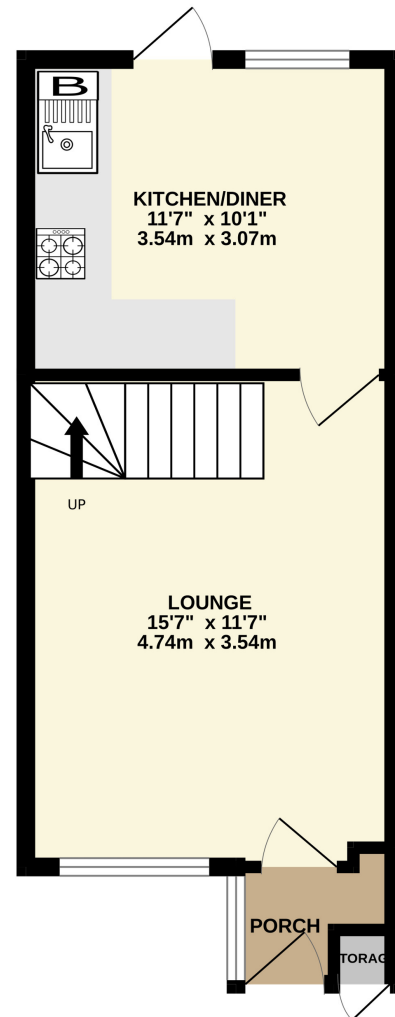 B
KITCHEN/DINER
11'7" x 10'1"
3.54m x 3.07m
UP
LOUNGE
15'7" x 11'7"
4.74m x 3.54m
PORCH
TORAG